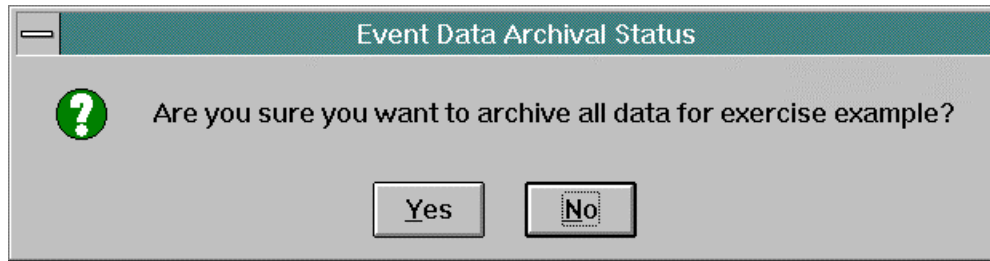 Event Data Archival Status
Are you sure you want to archive all data for exercise example?
Yes No